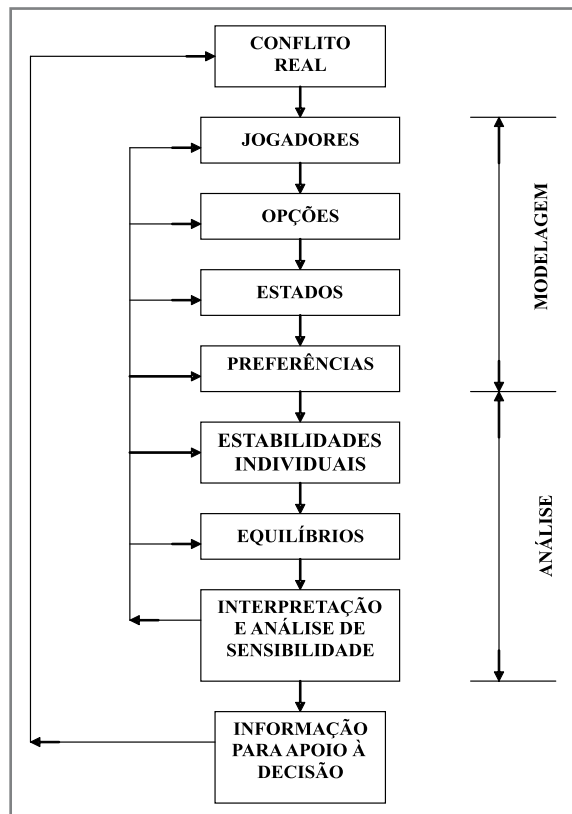 CONFLITO
REAL
JOGADORES
OPÇÕES
ESTADOS
PREFERÊNCIAS
MODELAGEM
ESTABILIDADES
INDIVIDUAIS
EQUILÍBRIOS
INTERPRETAÇÃO
E ANÁLISE DE
SENSIBILIDADE
ANÁLISE
INFORMAÇÃO
PARA APOIO À
DECISÃO